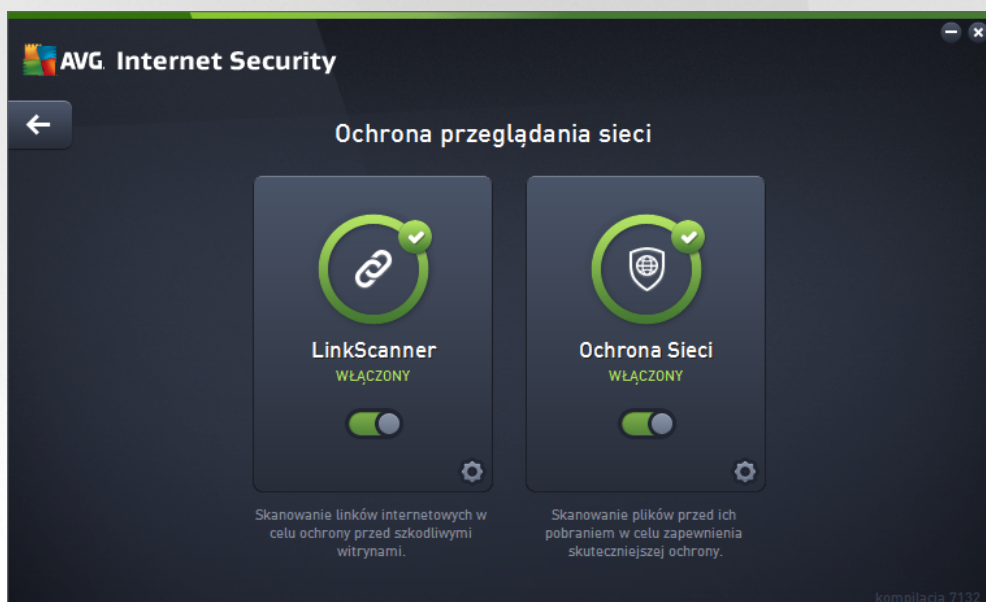 AVG. Internet Security
Ochrona przeglądania sieci
LinkScanner
WŁĄCZONY
Skanowanie linków internetowych w
celu ochrony przed szkodliwymi
witrynami.
Ochrona Sieci
WŁĄCZONY
Skanowanie plików przed ich
pobraniem w celu zapewnienia
skuteczniejszej ochrony.
kompilacja 7132